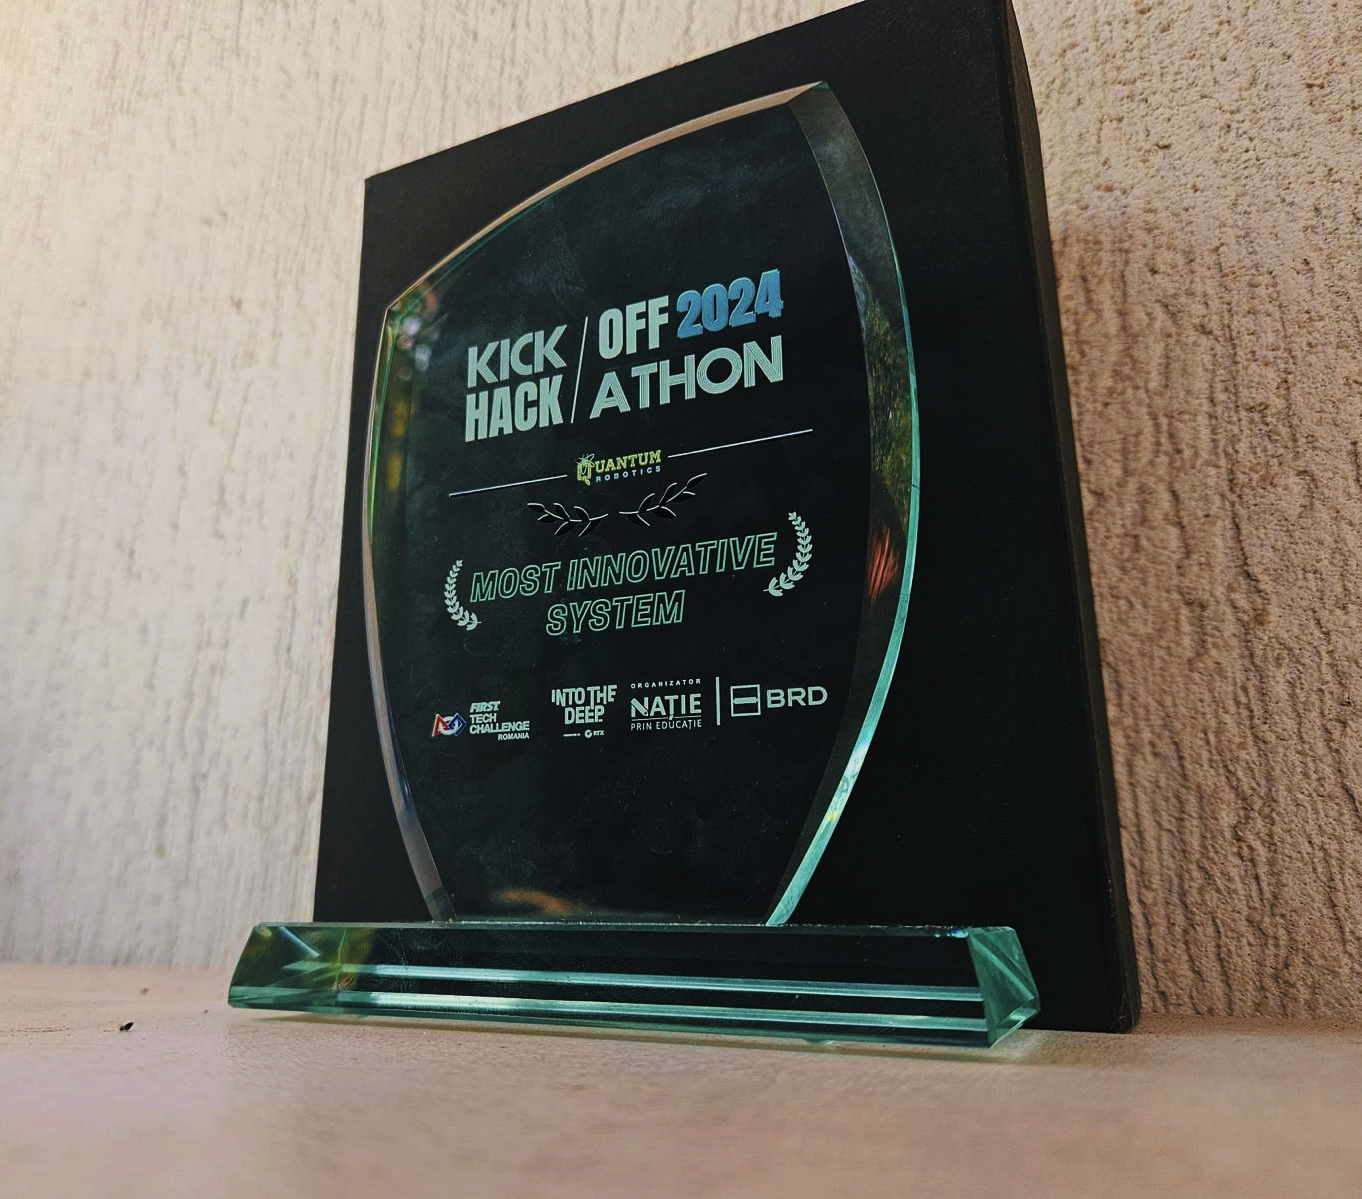 KICK / OFF 2024
HACK / ATHON
QUANTUM
ROBOTICS
MOST INNOVATIVE
SYSTEM
FIRST
TECH
CHALLENGE
ROMANIA
INTO THE
DEEP
RTX
ORGANIZATOR
NAȚIE
PRIN EDUCAȚIE
BRD